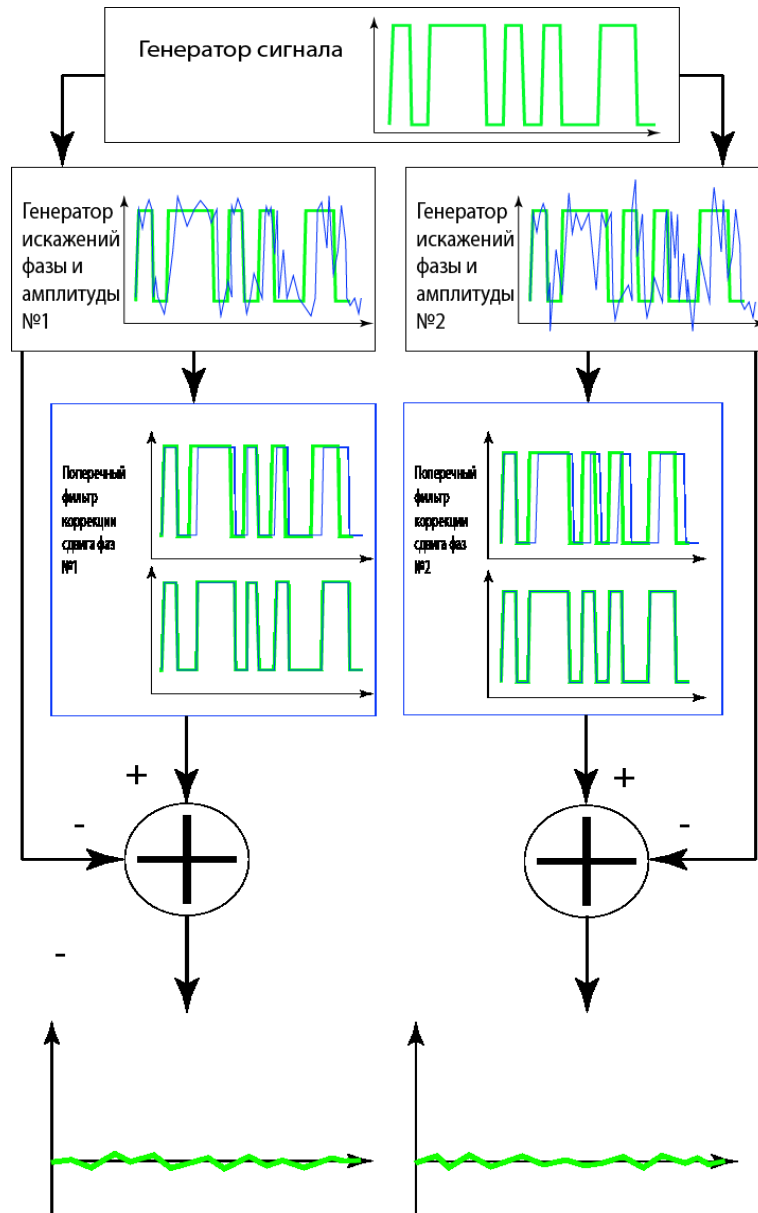 Генератор сигнала
Генератор
искажений
фазы и
амплитуды
№1
Генератор
искажений
фазы и
амплитуды
№2
Поперечный
фильтр
коррекции
сдвига фаз
№1
Поперечный
фильтр
коррекции
сдвига фаз
№2
+
-
+
-
-